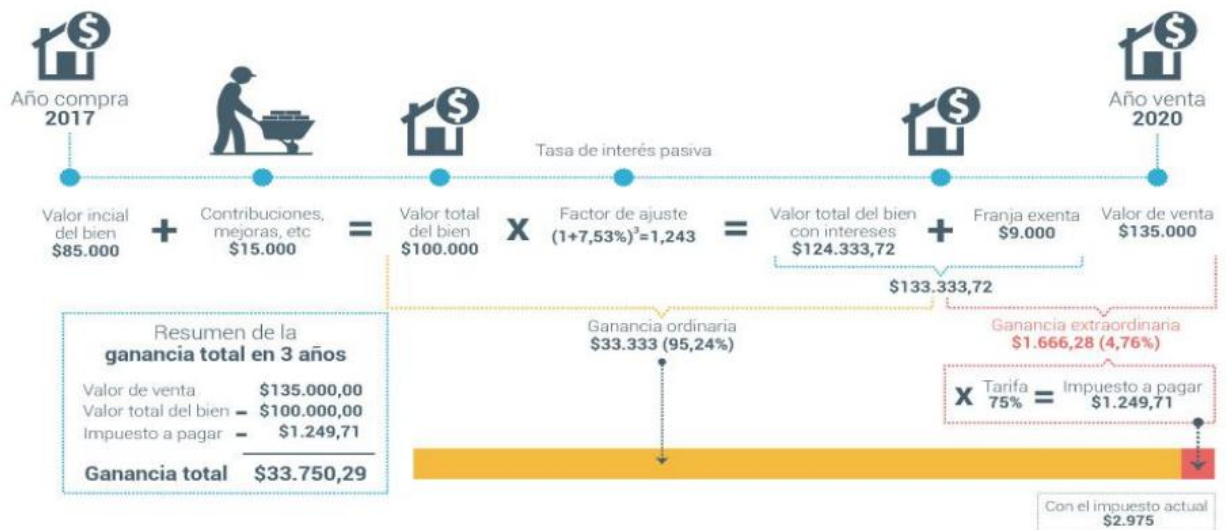 Año compra
2017
Año venta
2020
Tasa de interés pasiva
Valor incial
del bien
$85.000
+
Contribuciones,
mejoras, etc
$15.000
=
Valor total
del bien
$100.000
X
Factor de ajuste
(1+7,53%)³=1,243
=
Valor total del bien
con intereses
$124.333,72
+
Franja exenta
$9.000
Valor de venta
$135.000
$133.333,72
Ganancia ordinaria
$33.333 (95,24%)
Ganancia extraordinaria
$1.666,28 (4,76%)
X Tarifa = Impuesto a pagar
75% $1.249,71
Resumen de la
ganancia total en 3 años
Valor de venta $135.000,00
Valor total del bien – $100.000,00
Impuesto a pagar – $1.249,71
Ganancia total $33.750,29
Con el impuesto actual
$2.975